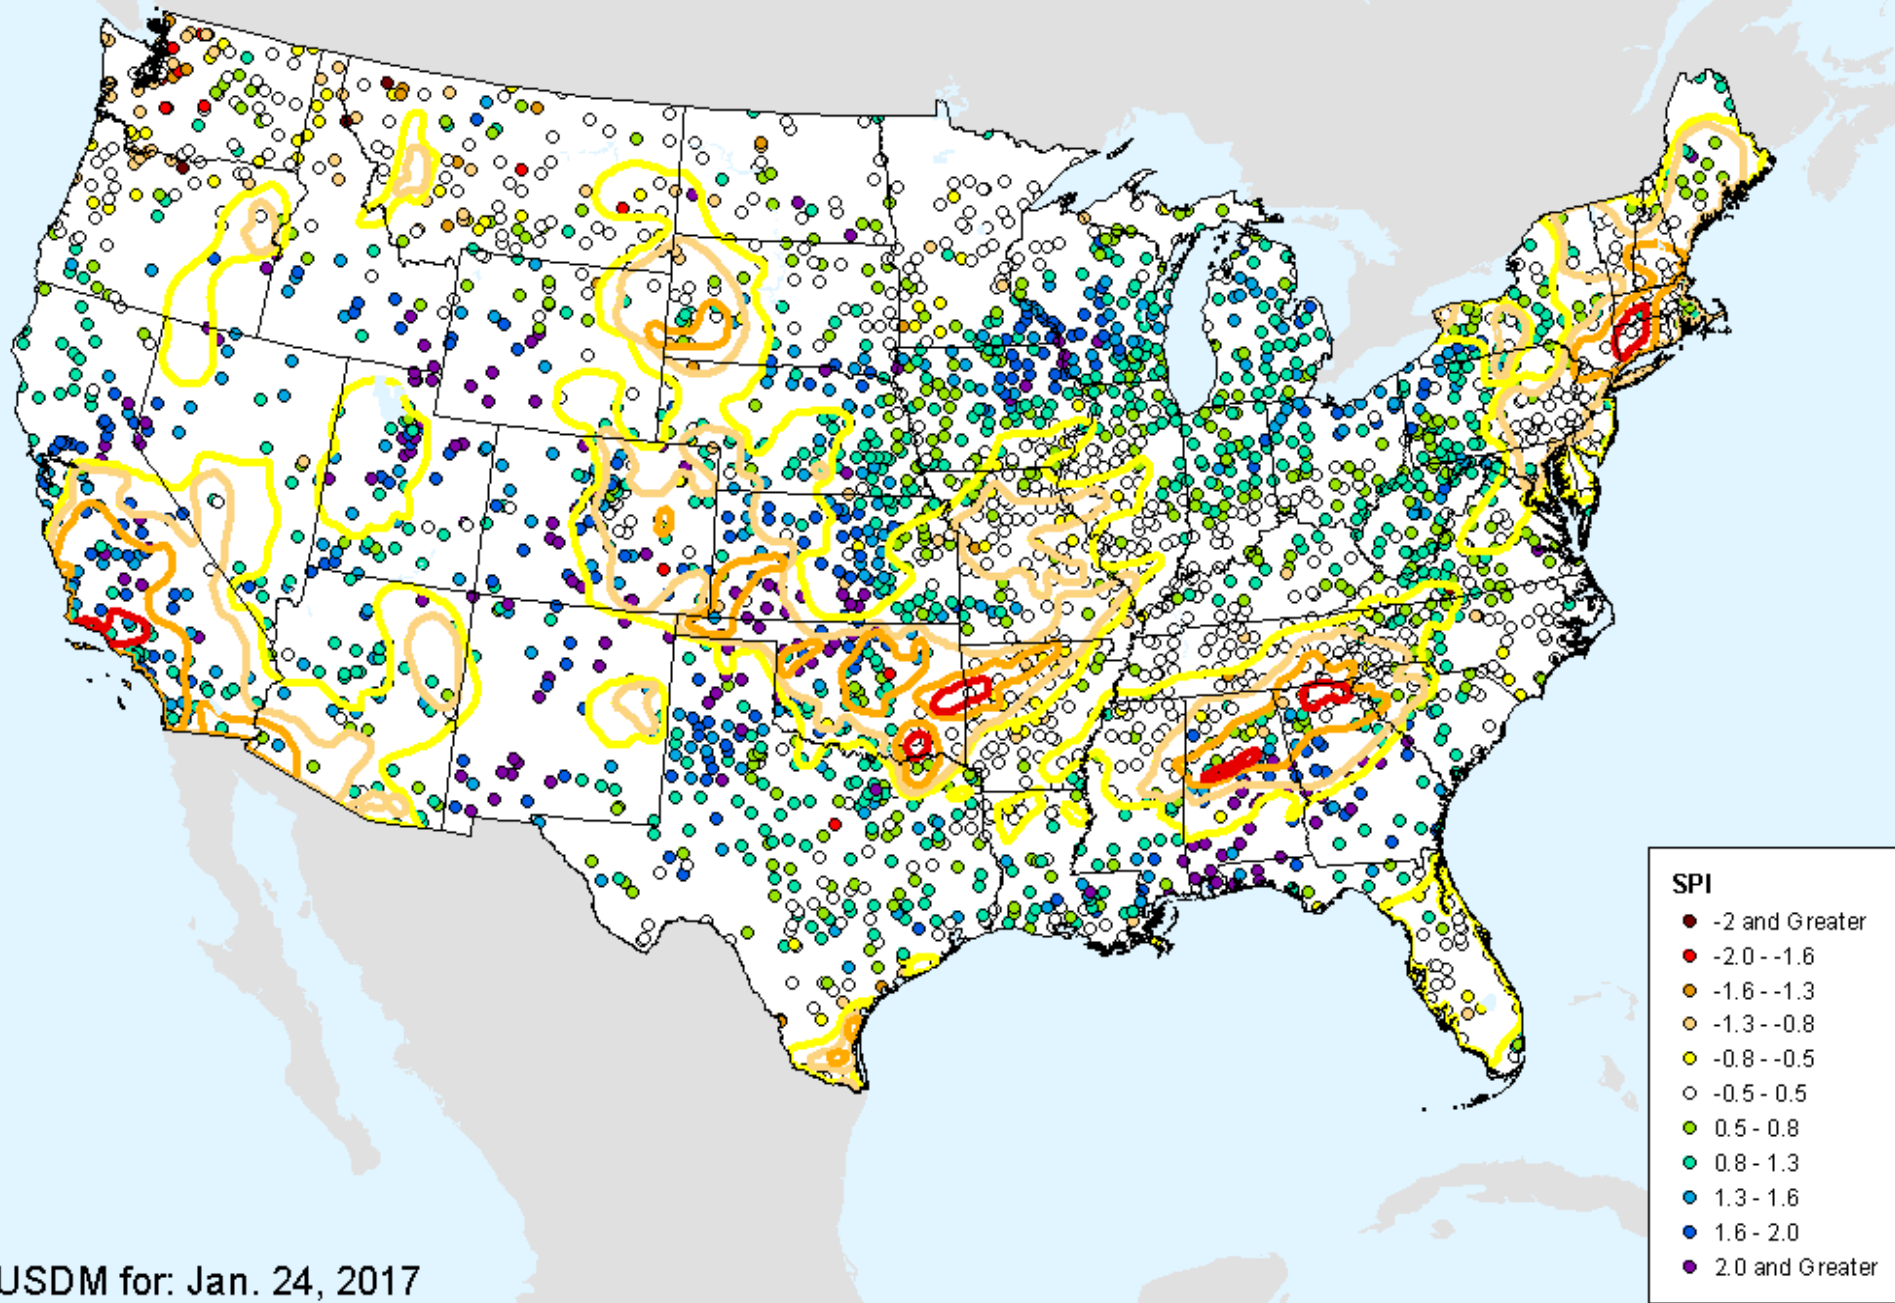 SPI
-2 and Greater
-2.0 - -1.6
-1.6 - -1.3
-1.3 - -0.8
-0.8 - -0.5
-0.5 - 0.5
0.5 - 0.8
0.8 - 1.3
1.3 - 1.6
1.6 - 2.0
2.0 and Greater
USDM for: Jan. 24, 2017